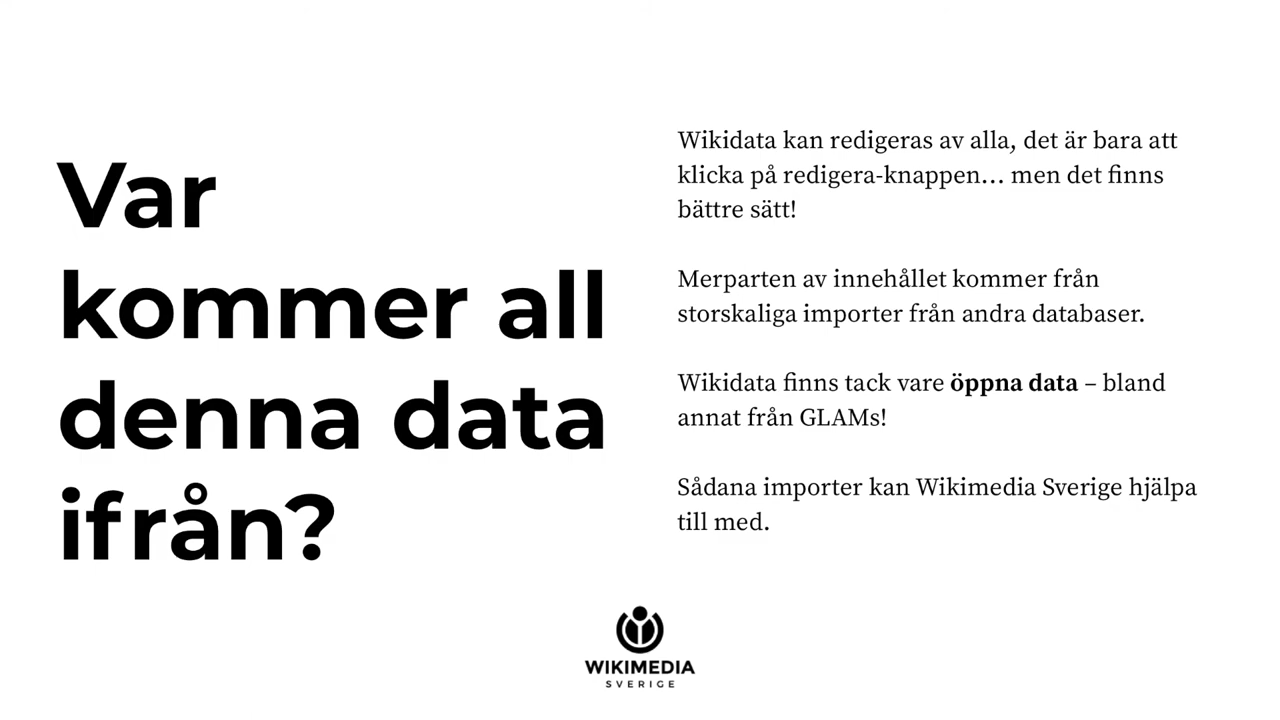 Var
kommer all
denna data
ifrån?
Wikidata kan redigeras av alla, det är bara att
klicka på redigera-knappen… men det finns
bättre sätt!
Merparten av innehållet kommer från
storskaliga importer från andra databaser.
Wikidata finns tack vare öppna data – bland
annat från GLAMs!
Sådana importer kan Wikimedia Sverige hjälpa
till med.
WIKIMEDIA
SVERIGE